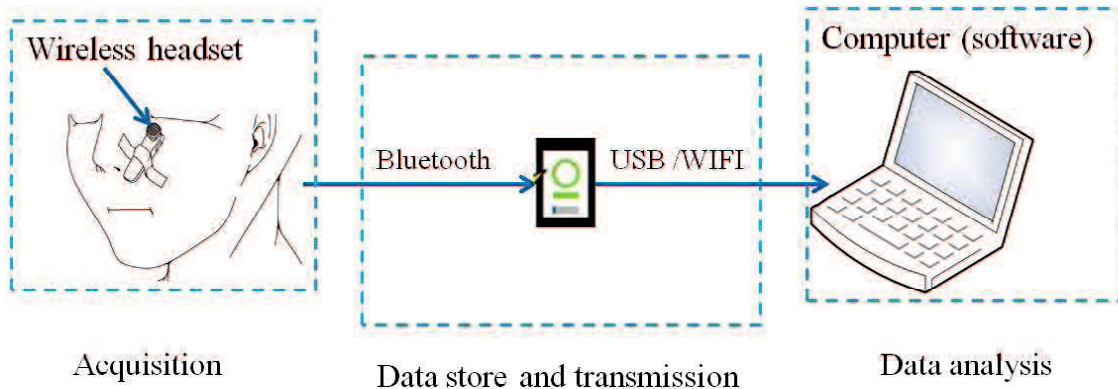 Wireless headset
Computer (software)
Bluetooth
USB /WIFI
Acquisition
Data store and transmission
Data analysis